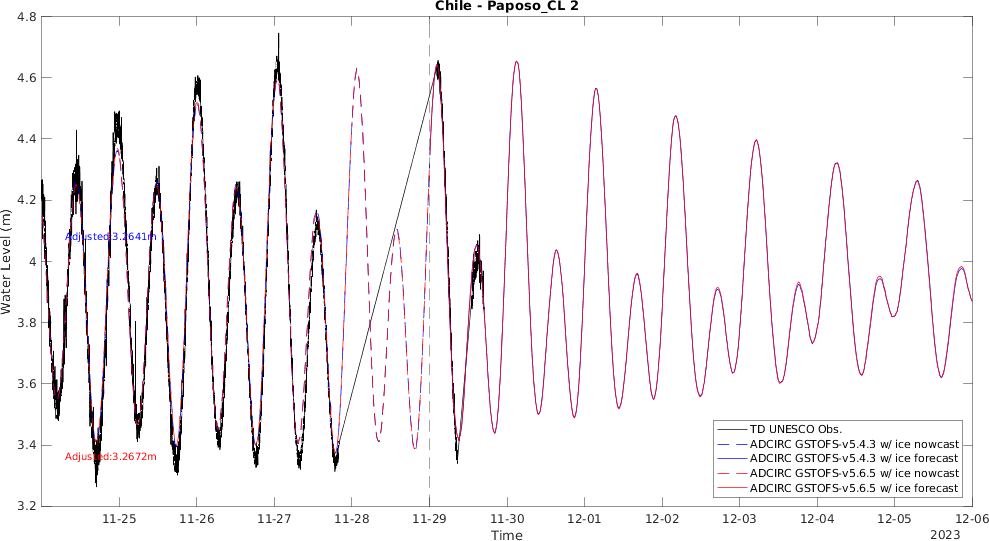 Chile - Paposo_CL 2
4.8
4.6
4.4
4.2
4
3.8
3.6
3.4
3.2
Water Level (m)
Adjusted:3.2641m
Adjusted:3.2672m
TD UNESCO Obs.
ADCIRC GSTOFS-v5.4.3 w/ ice nowcast
ADCIRC GSTOFS-v5.4.3 w/ ice forecast
ADCIRC GSTOFS-v5.6.5 w/ ice nowcast
ADCIRC GSTOFS-v5.6.5 w/ ice forecast
11-25 11-26 11-27 11-28 11-29 11-30 12-01 12-02 12-03 12-04 12-05 12-06
Time
2023